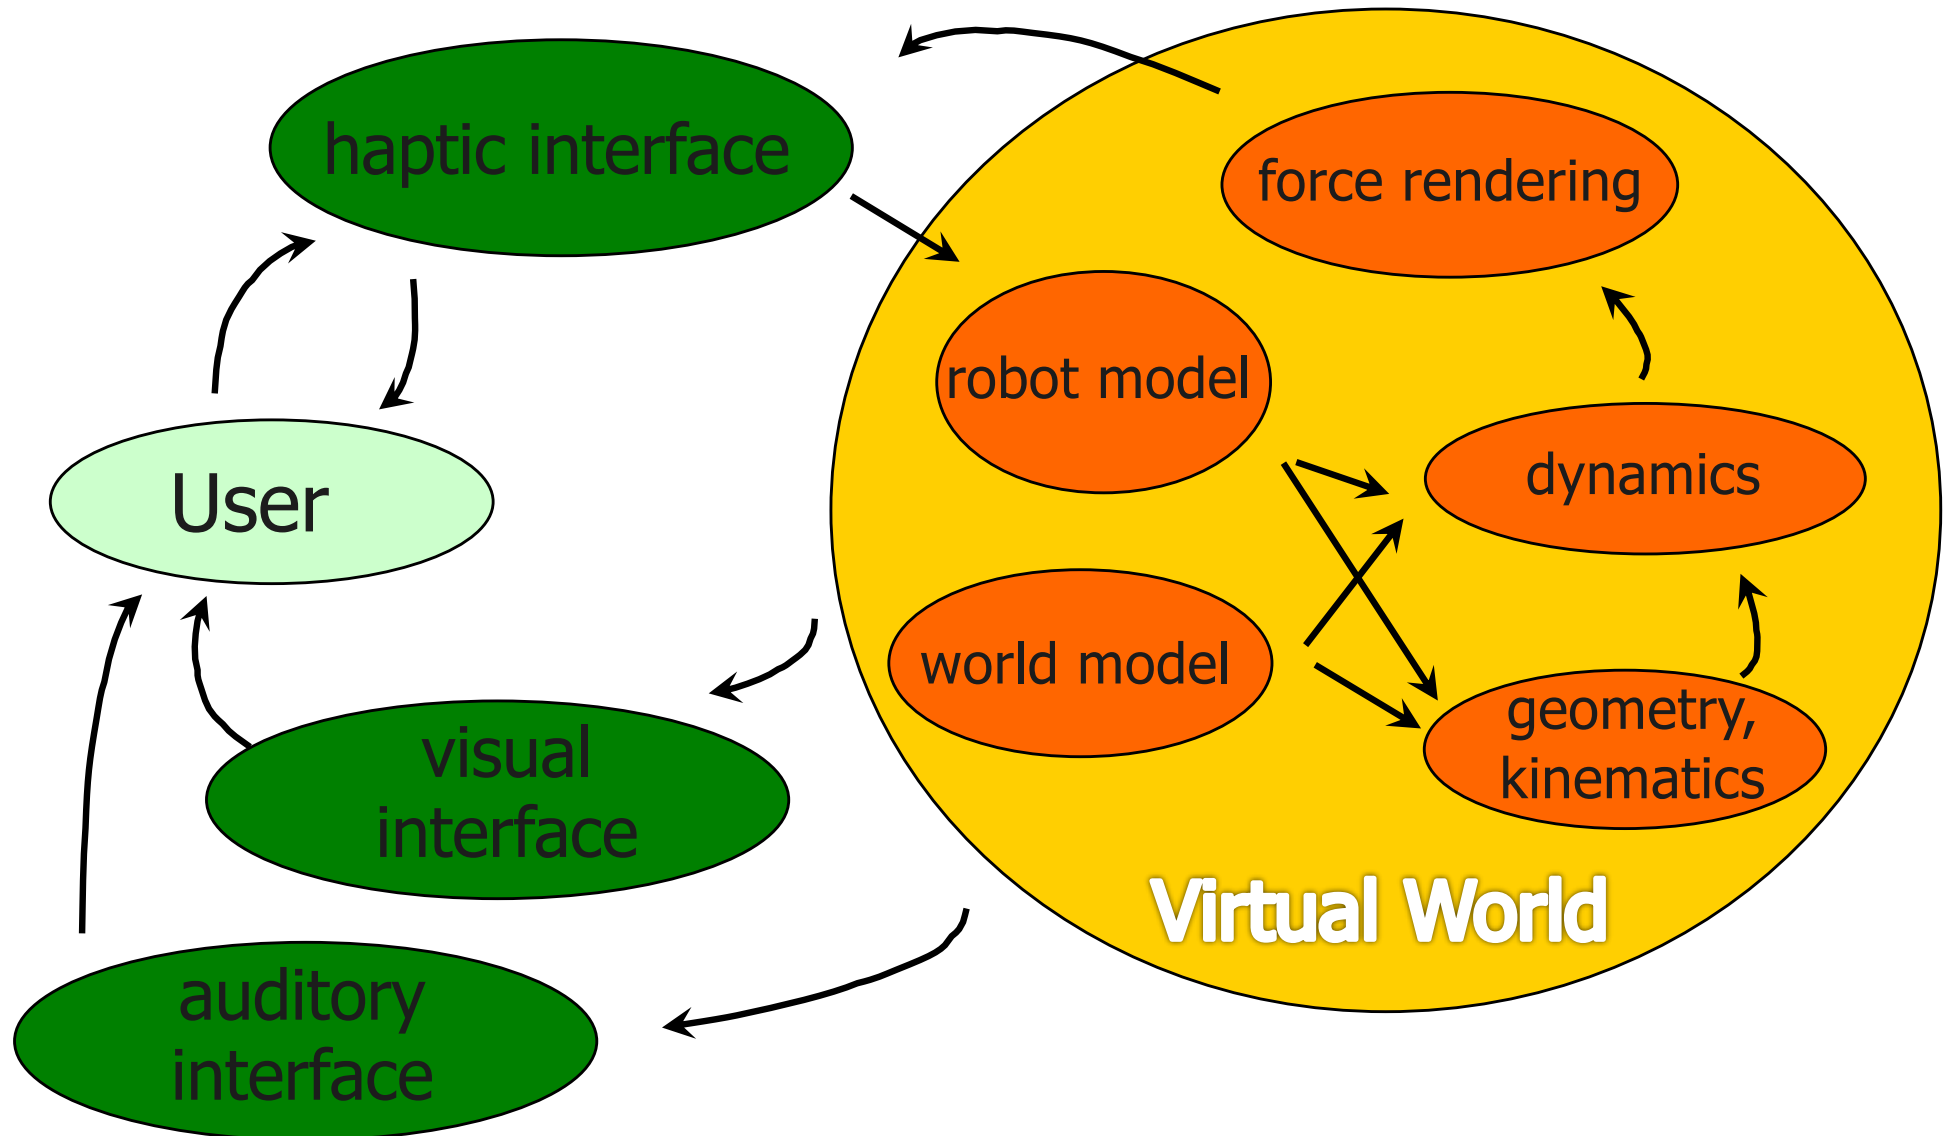 haptic interface
force rendering
robot model
dynamics
User
world model
geometry,
kinematics
visual
interface
Virtual World
auditory
interface